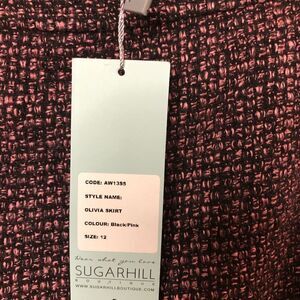 CODE: AW1355
STYLE NAME:
OLIVIA SKIRT
COLOUR: Black/Pink
SIZE: 12
Wear what you love
SUGARHILL
BOUTIQUE
WWW.SUGARHILLBOUTIQUE.COM